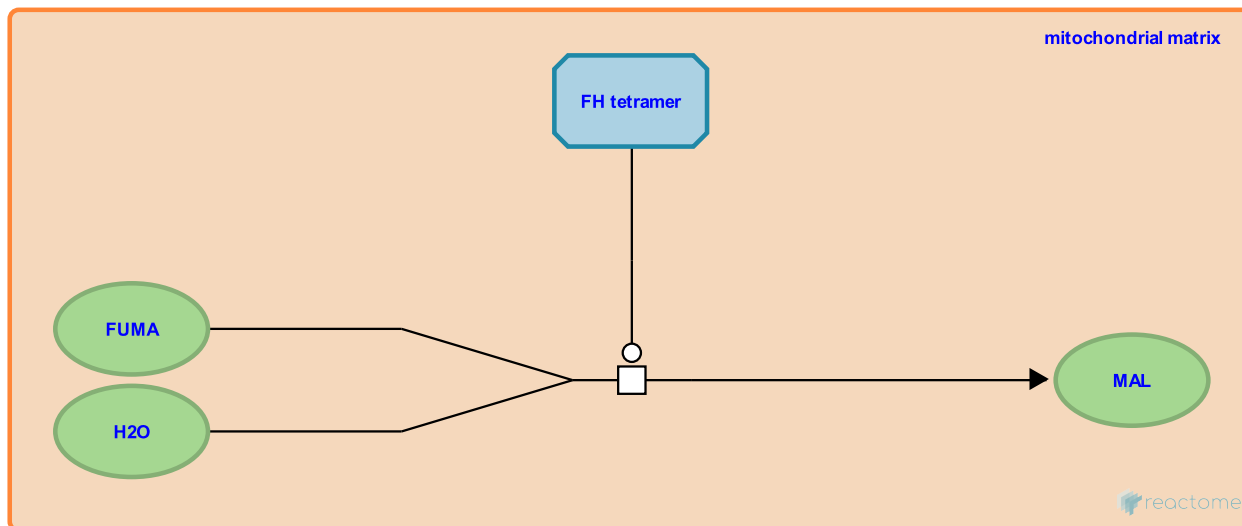 mitochondrial matrix
FH tetramer
FUMA
H2O
MAL
reactome